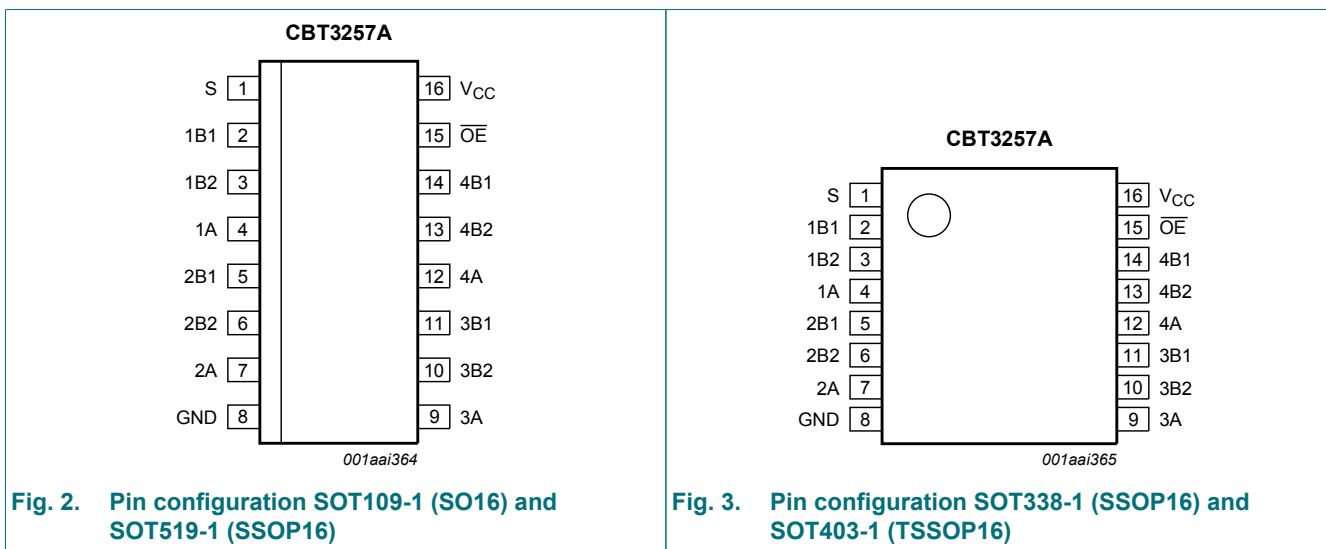 CBT3257A
S 1 16 VCC
1B1 2 15 OE
1B2 3 14 4B1
1A 4 13 4B2
2B1 5 12 4A
2B2 6 11 3B1
2A 7 10 3B2
GND 8 9 3A
001aai364
Fig. 2. Pin configuration SOT109-1 (SO16) and
SOT519-1 (SSOP16)
CBT3257A
S 1 16 VCC
1B1 2 15 OE
1B2 3 14 4B1
1A 4 13 4B2
2B1 5 12 4A
2B2 6 11 3B1
2A 7 10 3B2
GND 8 9 3A
001aai365
Fig. 3. Pin configuration SOT338-1 (SSOP16) and
SOT403-1 (TSSOP16)